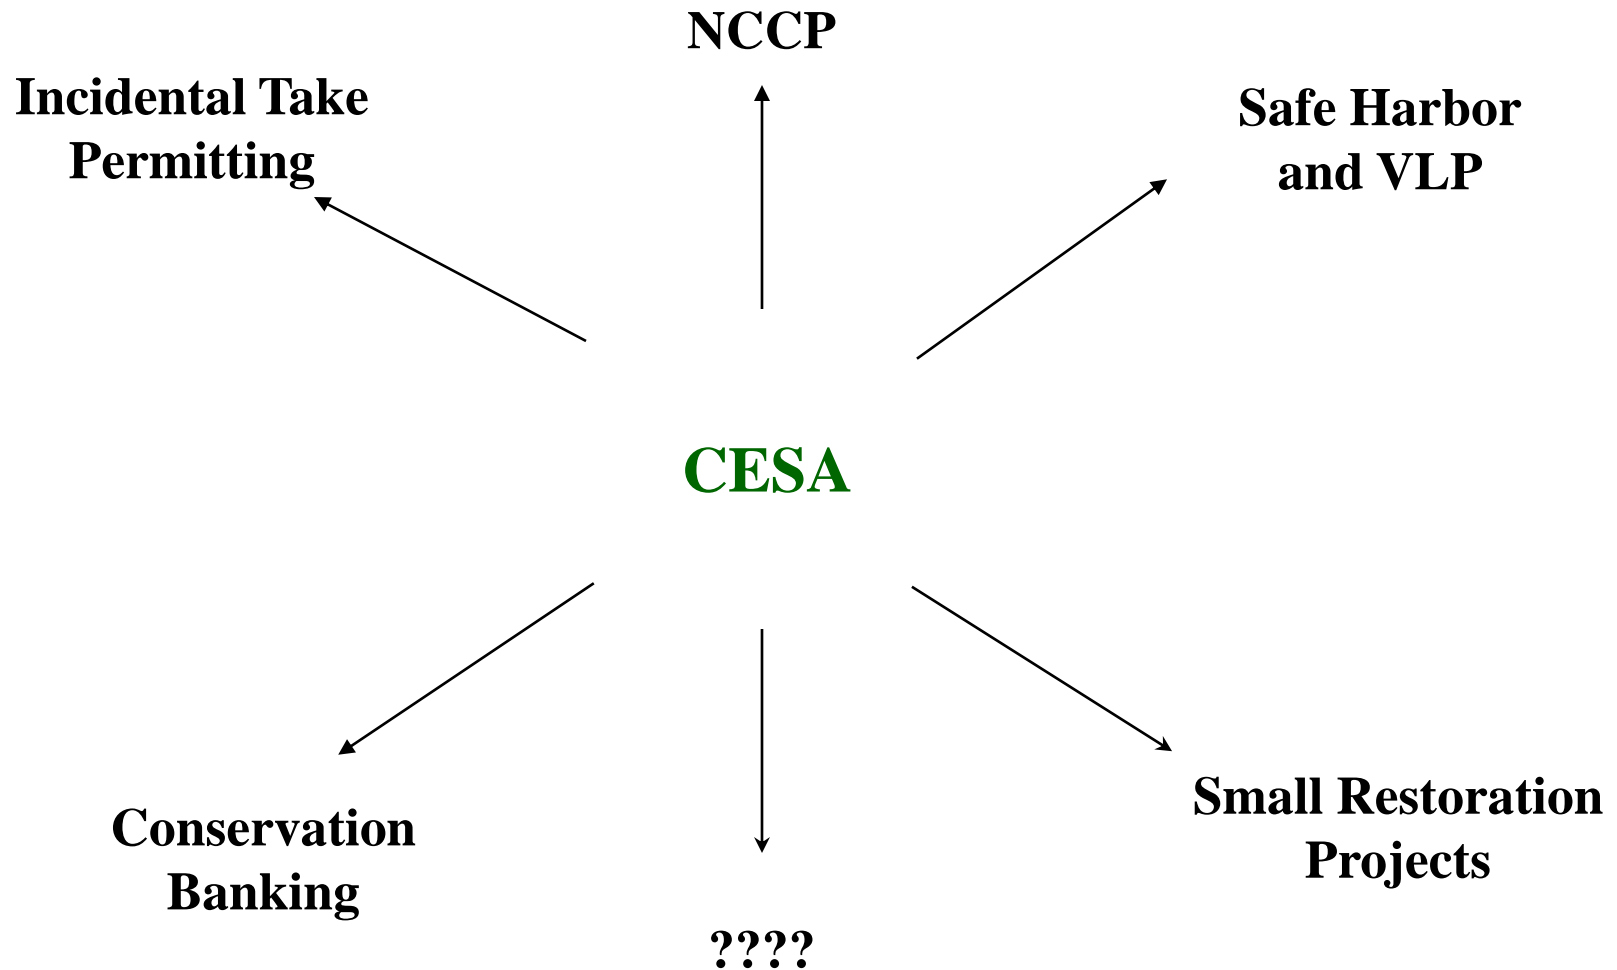 NCCP
Incidental Take
Permitting
Safe Harbor
and VLP
CESA
Conservation
Banking
Small Restoration
Projects
????